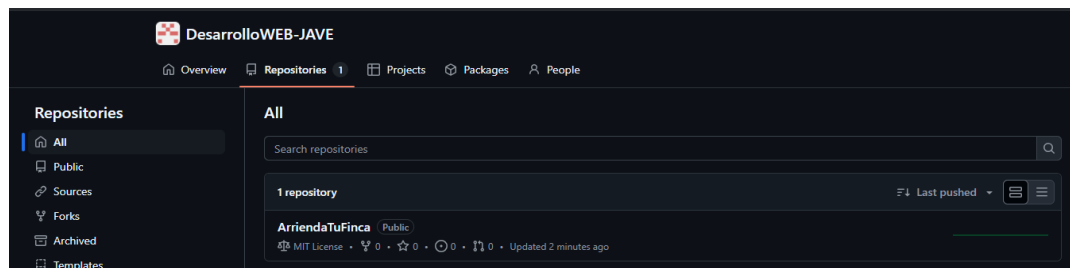 DesarrolloWEB-JAVE
Overview Repositories 1 Projects Packages People
Repositories
All
Public
Sources
Forks
Archived
Templates
All
Search repositories
1 repository Last pushed
ArriendaTuFinca Public
MIT License • 0 • 0 • 0 • 0 • Updated 2 minutes ago